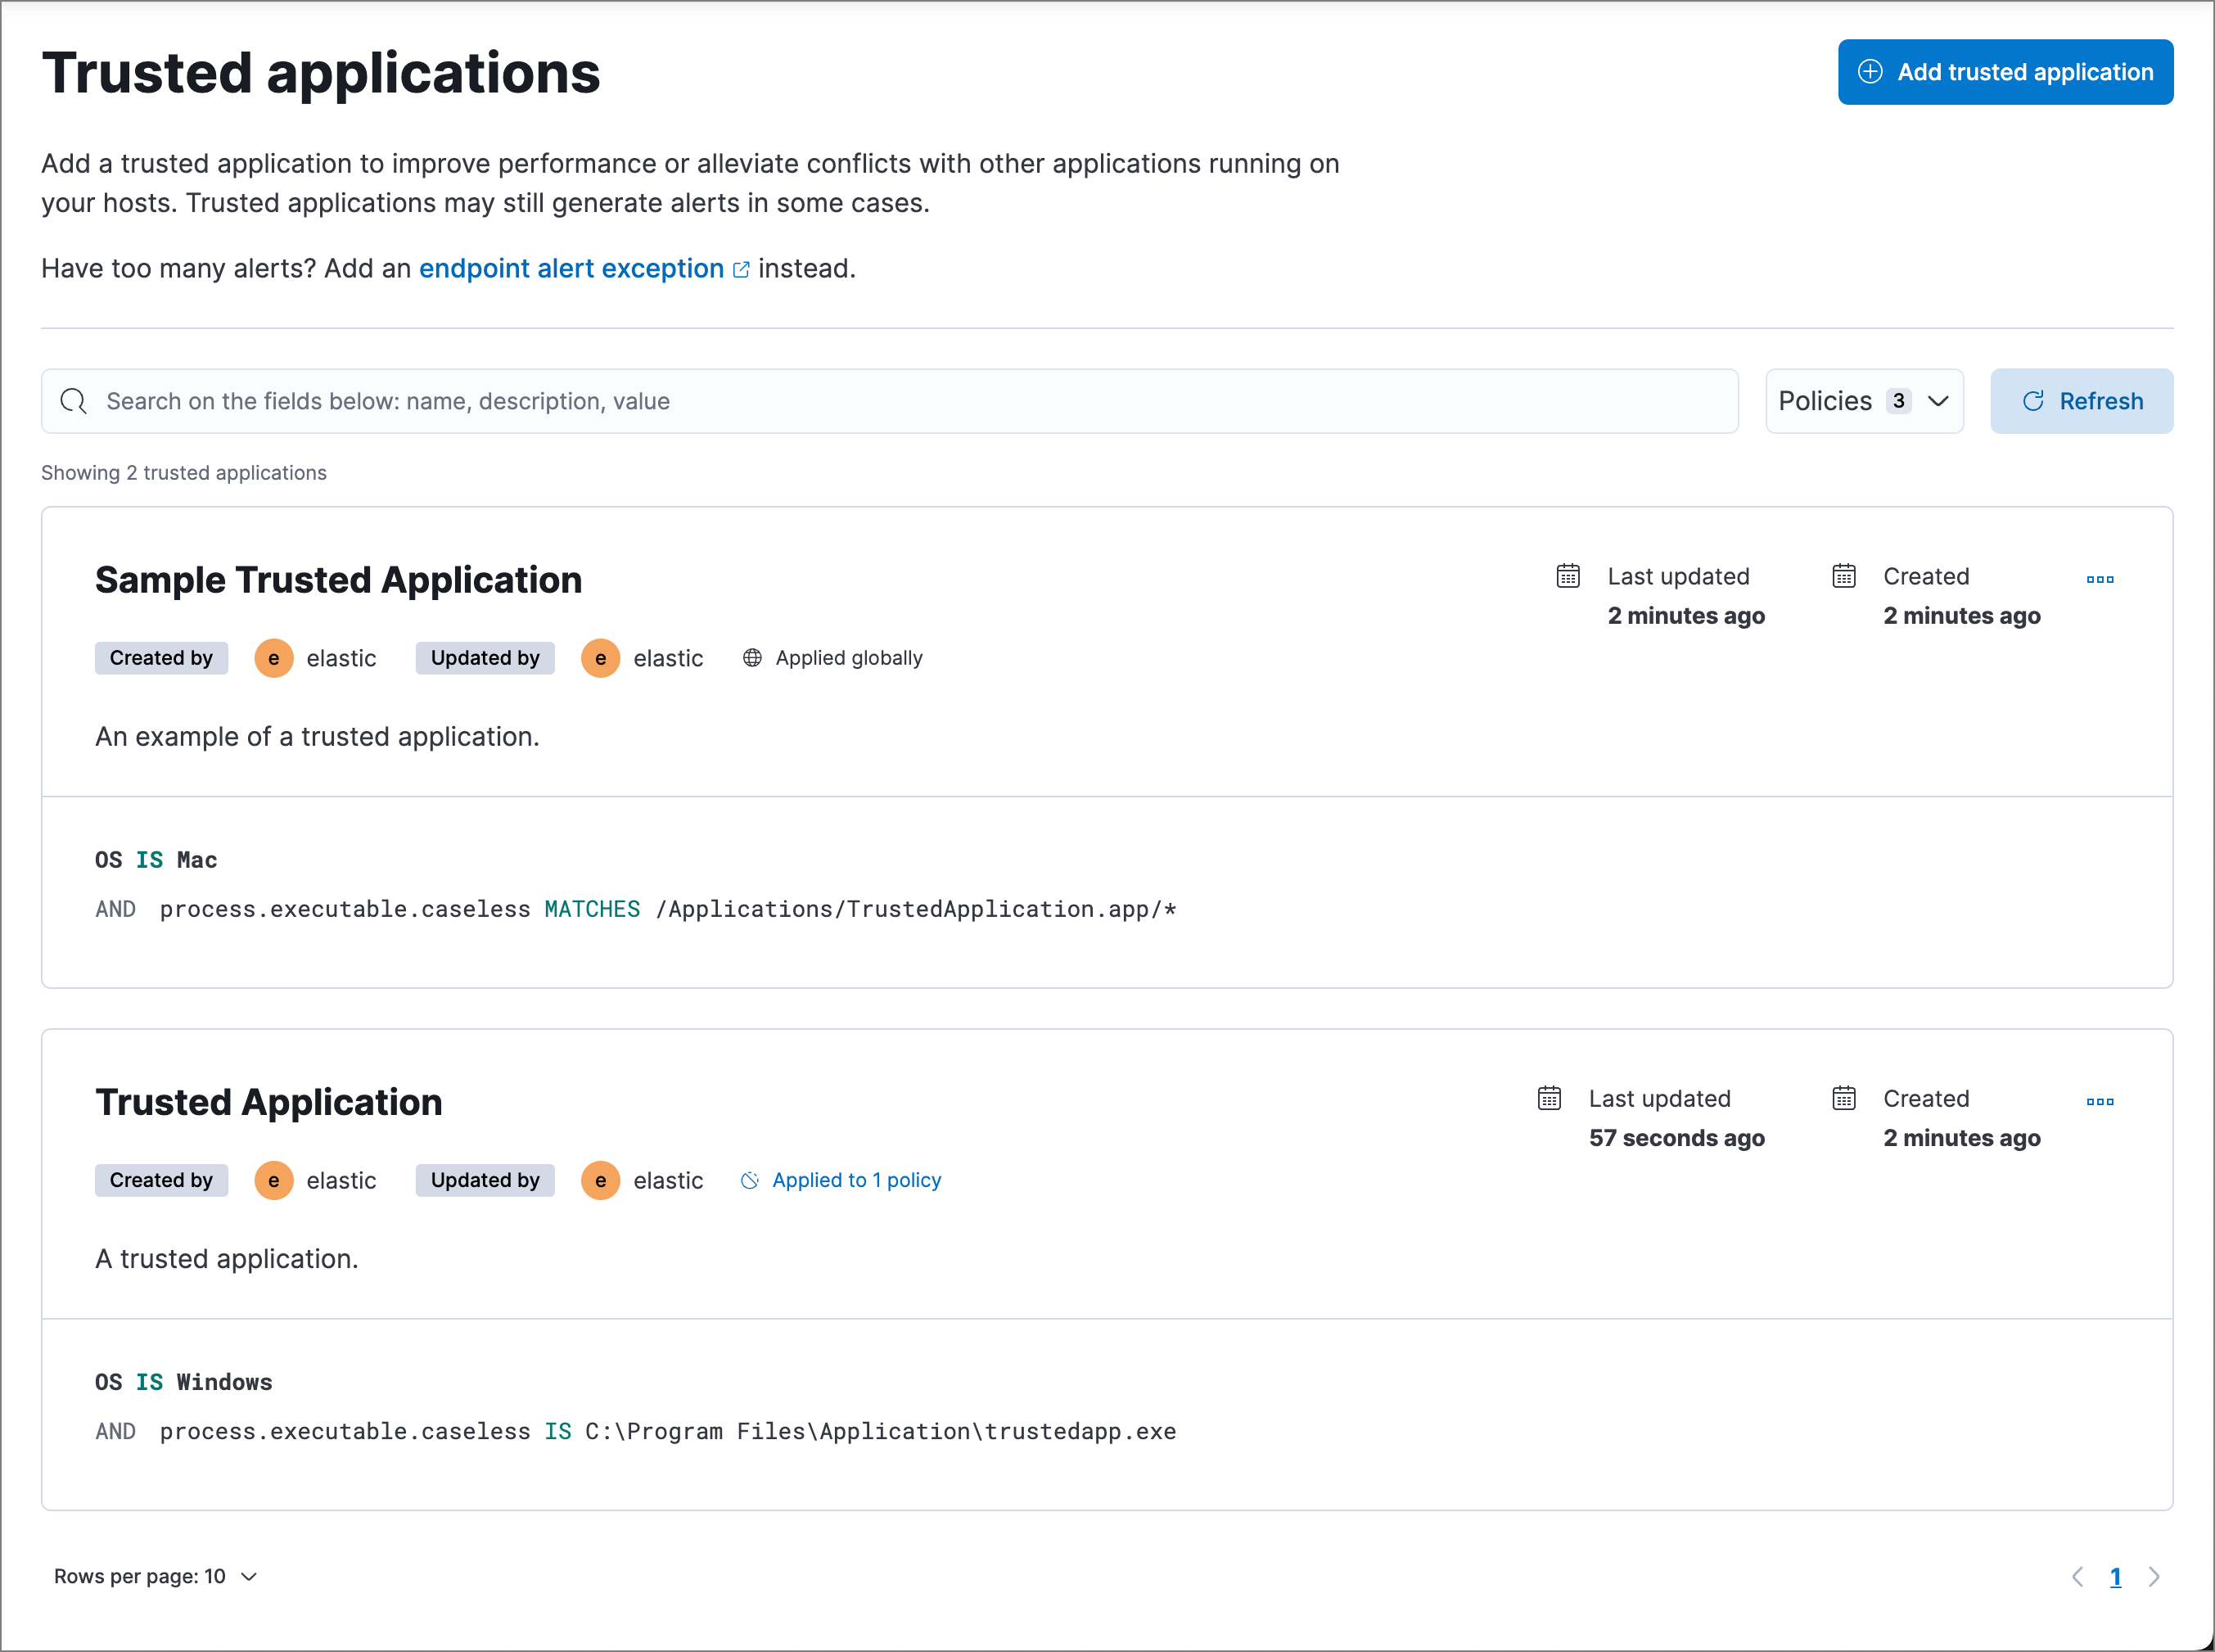 Trusted applications
Add trusted application
Add a trusted application to improve performance or alleviate conflicts with other applications running on
your hosts. Trusted applications may still generate alerts in some cases.
Have too many alerts? Add an endpoint alert exception instead.
Search on the fields below: name, description, value
Policies 3
Refresh
Showing 2 trusted applications
Sample Trusted Application
Last updated
2 minutes ago
Created
2 minutes ago
Created by e elastic Updated by e elastic Applied globally
An example of a trusted application.
OS IS Mac
AND process.executable.caseless MATCHES /Applications/TrustedApplication.app/*
Trusted Application
Last updated
57 seconds ago
Created
2 minutes ago
Created by e elastic Updated by e elastic Applied to 1 policy
A trusted application.
OS IS Windows
AND process.executable.caseless IS C:\Program Files\Application\trustedapp.exe
Rows per page: 10
1